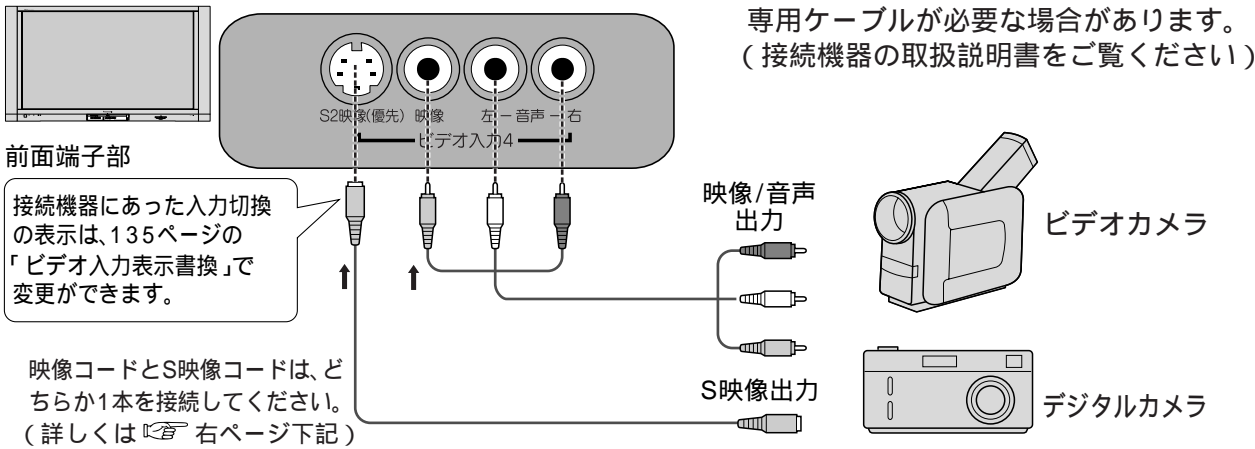 専用ケーブルが必要な場合があります。
(接続機器の取扱説明書をご覧ください)
S2映像(優先) 映像 左－音声－右
ビデオ入力4
前面端子部
接続機器にあった入力切換
の表示は、135ページの
「ビデオ入力表示書換」で
変更ができます。
映像/音声
出力
ビデオカメラ
映像コードとS映像コードは、ど
ちらか1本を接続してください。
(詳しくは☞右ページ下記)
S映像出力
デジタルカメラ